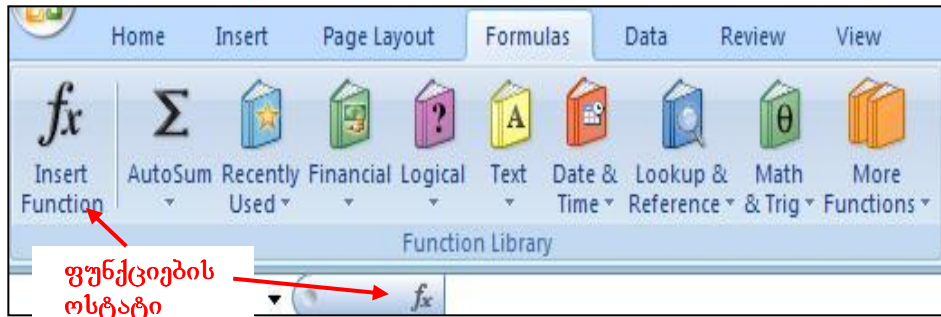 Home Insert Page Layout Formulas Data Review View
fx Σ ? A θ
Insert Function AutoSum Recently Used Financial Logical Text Date & Time Lookup & Reference Math & Trig More Functions
Function Library
ფუნქციების
ოსტატი
fx